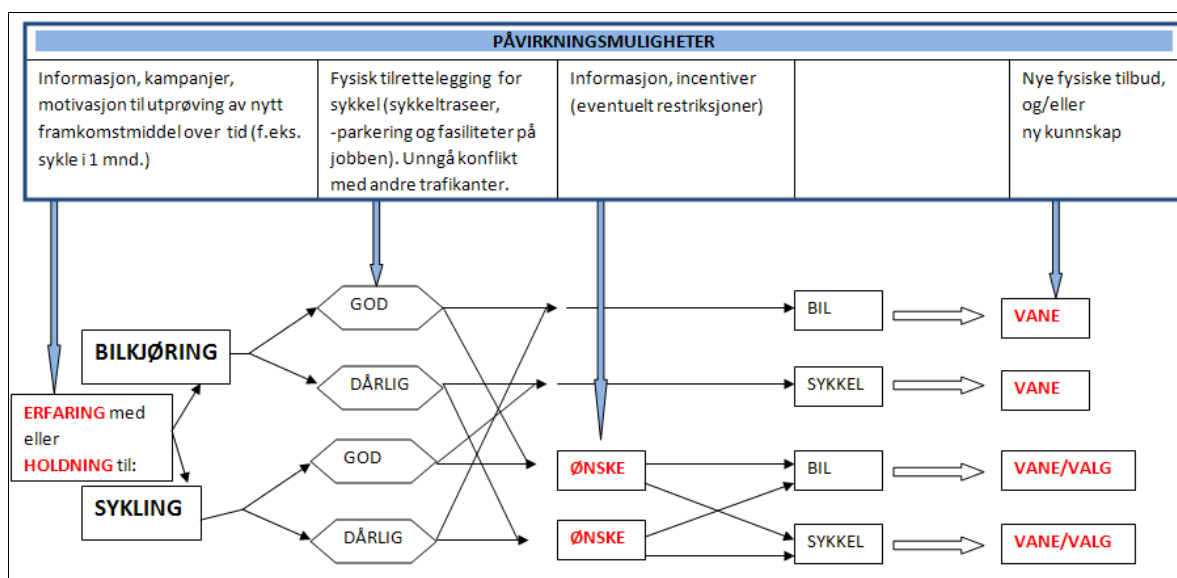 PÅVIRKNINGSMULIGHETER
Informasjon, kampanjer,
motivasjon til utprøving av nytt
framkomstmiddel over tid (f.eks.
sykle i 1 mnd.)
Fysisk tilrettelegging for
sykkel (sykkeltraseer,
-parkering og fasiliteter på
jobben). Unngå konflikt
med andre trafikanter.
Informasjon, incentiver
(eventuelt restriksjoner)
Nye fysiske tilbud,
og/eller
ny kunnskap
GOD
BIL
VANE
BILKJØRING
DÅRLIG
SYKKEL
VANE
ERFARING med
eller
HOLDNING til:
GOD
ØNSKE
BIL
VANE/VALG
SYKLING
DÅRLIG
ØNSKE
SYKKEL
VANE/VALG